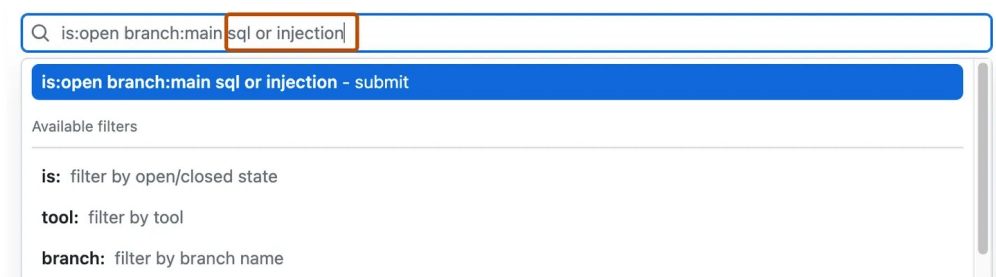 is:open branch:main sql or injection
is:open branch:main sql or injection - submit
Available filters
is: filter by open/closed state
tool: filter by tool
branch: filter by branch name